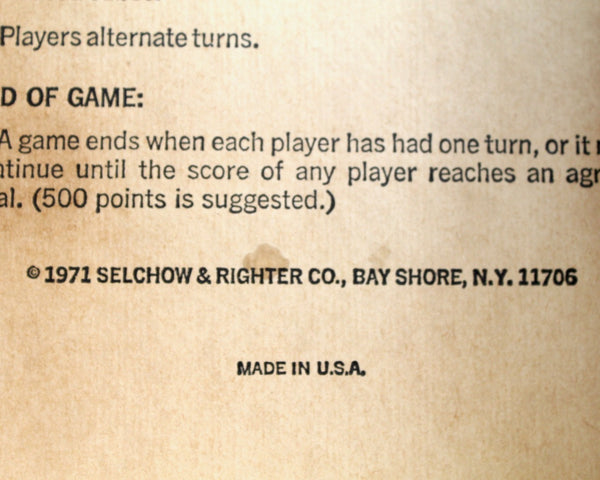 Players alternate turns.
D OF GAME:
A game ends when each player has had one turn, or it
ntinue until the score of any player reaches an agr
al. (500 points is suggested.)
© 1971 SELCHOW & RIGHTER CO., BAY SHORE, N.Y. 11706
MADE IN U.S.A.